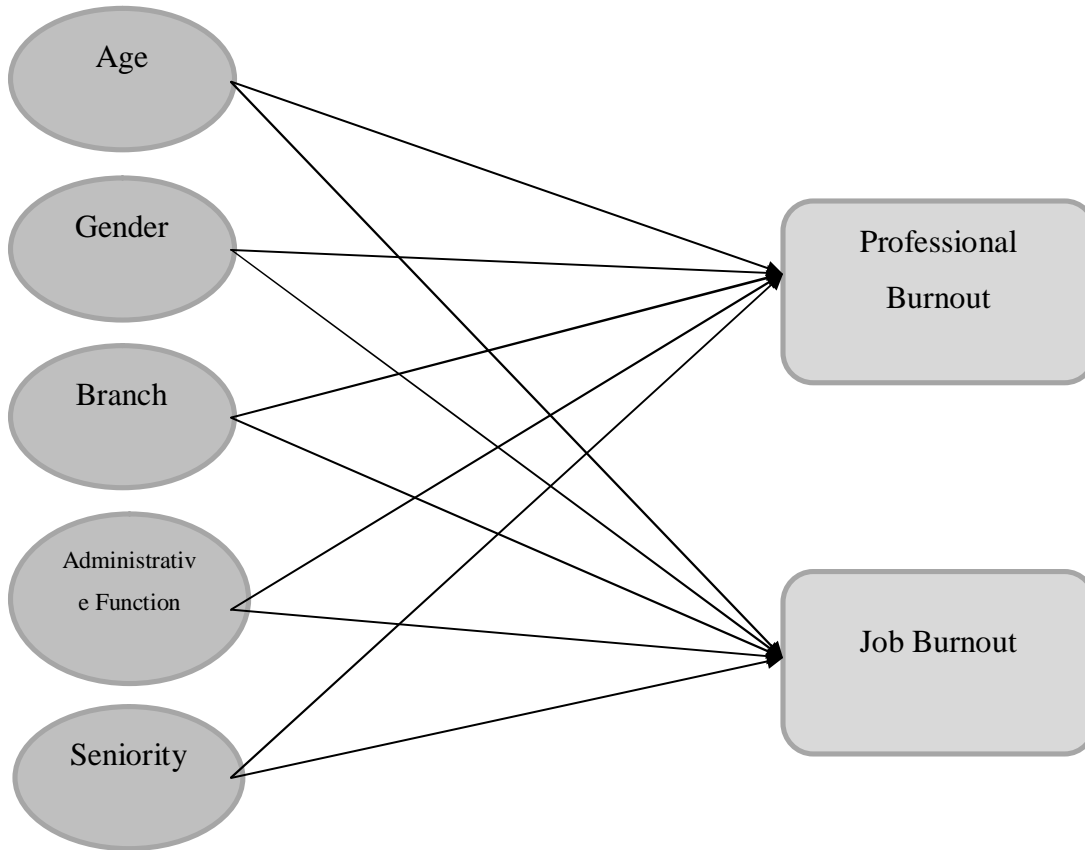 Age
Gender
Branch
Administrativ
e Function
Seniority
Professional
Burnout
Job Burnout